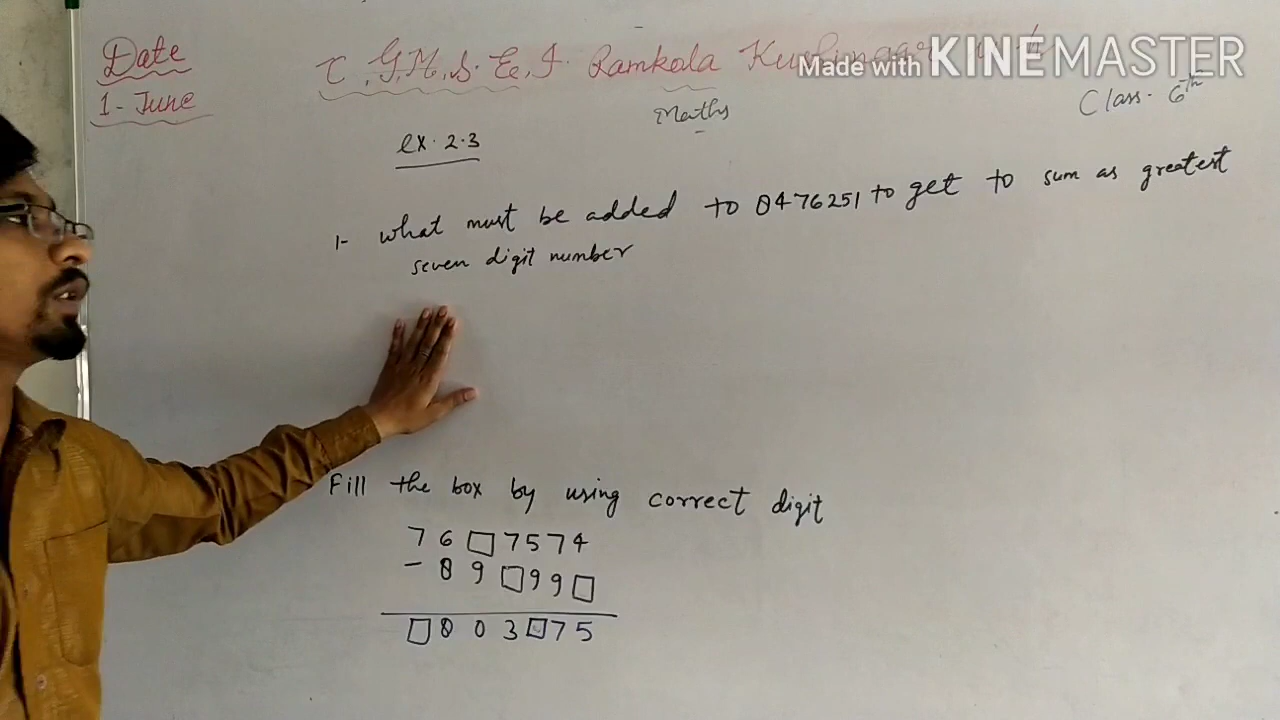 Date
1- June
T.G.M.S.E.I. Ramkola
Made with KINEMASTER
Maths
Class- 6th
ex. 2.3
1- what must be added to 8476251 to get to sum as greatest
seven digit number
Fill the box by using correct digit
7 6 □ 7 5 7 4
- 8 9 □ 9 9 □
□ 8 0 3 □ 7 5